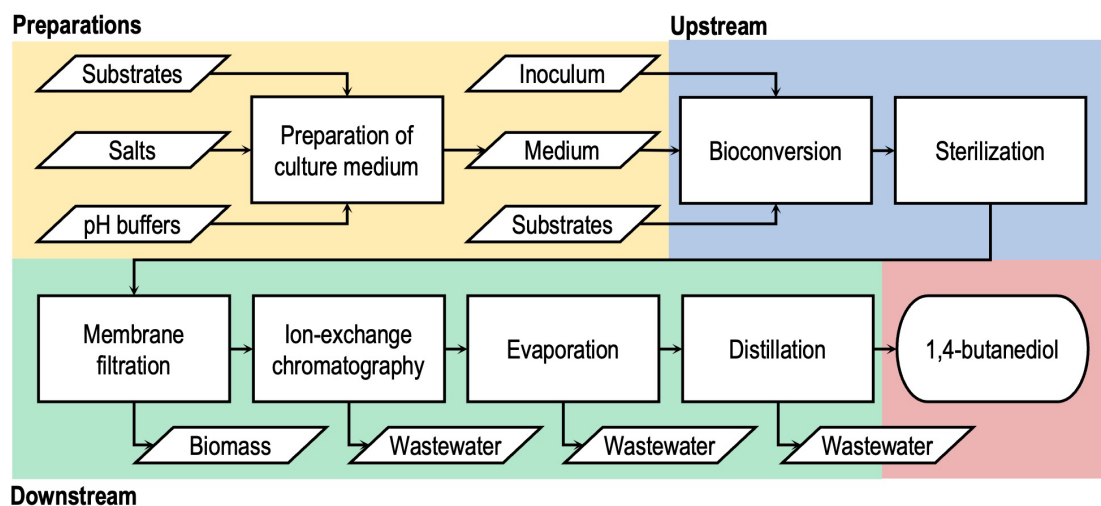 Preparations
Upstream
Substrates
Inoculum
Preparation of
culture medium
Salts
Medium
Bioconversion
Sterilization
pH buffers
Substrates
Membrane
filtration
Ion-exchange
chromatography
Evaporation
Distillation
1,4-butanediol
Biomass
Wastewater
Wastewater
Wastewater
Downstream